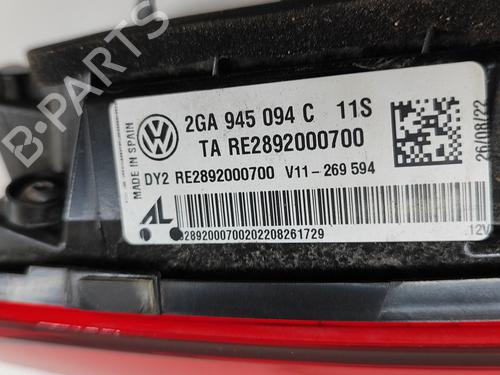 2GA 945 094 C 11S
TA RE2892000700
DY2 RE2892000700 V11-269 594
MADE IN SPAIN
26/08/22
AL
02892000700202208261729
12V
B-PARTS